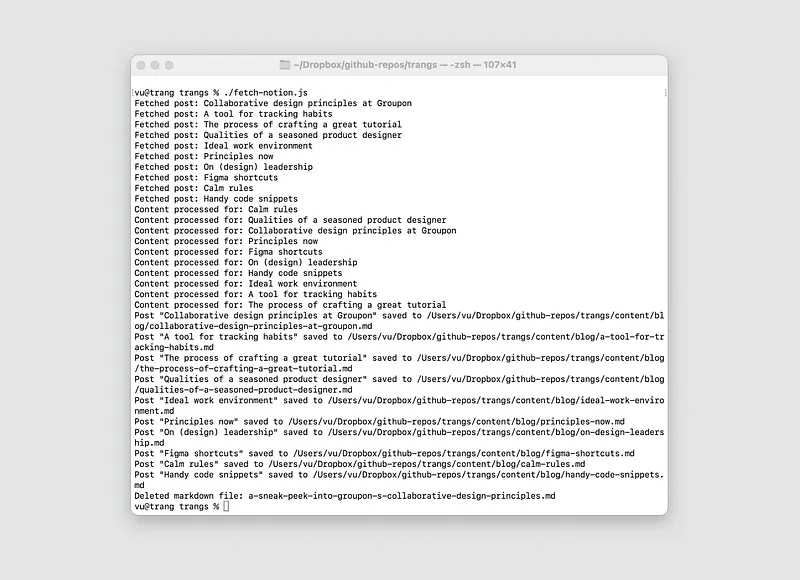 ~/Dropbox/github-repos/trangs — -zsh — 107×41
vu@trang trangs % ./fetch-notion.js
Fetched post: Collaborative design principles at Groupon
Fetched post: A tool for tracking habits
Fetched post: The process of crafting a great tutorial
Fetched post: Qualities of a seasoned product designer
Fetched post: Ideal work environment
Fetched post: Principles now
Fetched post: On (design) leadership
Fetched post: Figma shortcuts
Fetched post: Calm rules
Fetched post: Handy code snippets
Content processed for: Calm rules
Content processed for: Qualities of a seasoned product designer
Content processed for: Collaborative design principles at Groupon
Content processed for: Principles now
Content processed for: Figma shortcuts
Content processed for: On (design) leadership
Content processed for: Handy code snippets
Content processed for: Ideal work environment
Content processed for: A tool for tracking habits
Content processed for: The process of crafting a great tutorial
Post "Collaborative design principles at Groupon" saved to /Users/vu/Dropbox/github-repos/trangs/content/bl
og/collaborative-design-principles-at-groupon.md
Post "A tool for tracking habits" saved to /Users/vu/Dropbox/github-repos/trangs/content/blog/a-tool-for-tr
acking-habits.md
Post "The process of crafting a great tutorial" saved to /Users/vu/Dropbox/github-repos/trangs/content/blog
/the-process-of-crafting-a-great-tutorial.md
Post "Qualities of a seasoned product designer" saved to /Users/vu/Dropbox/github-repos/trangs/content/blog
/qualities-of-a-seasoned-product-designer.md
Post "Ideal work environment" saved to /Users/vu/Dropbox/github-repos/trangs/content/blog/ideal-work-enviro
nment.md
Post "Principles now" saved to /Users/vu/Dropbox/github-repos/trangs/content/blog/principles-now.md
Post "On (design) leadership" saved to /Users/vu/Dropbox/github-repos/trangs/content/blog/on-design-leaders
hip.md
Post "Figma shortcuts" saved to /Users/vu/Dropbox/github-repos/trangs/content/blog/figma-shortcuts.md
Post "Calm rules" saved to /Users/vu/Dropbox/github-repos/trangs/content/blog/calm-rules.md
Post "Handy code snippets" saved to /Users/vu/Dropbox/github-repos/trangs/content/blog/handy-code-snippets.
md
Deleted markdown file: a-sneak-peek-into-groupon-s-collaborative-design-principles.md
vu@trang trangs %